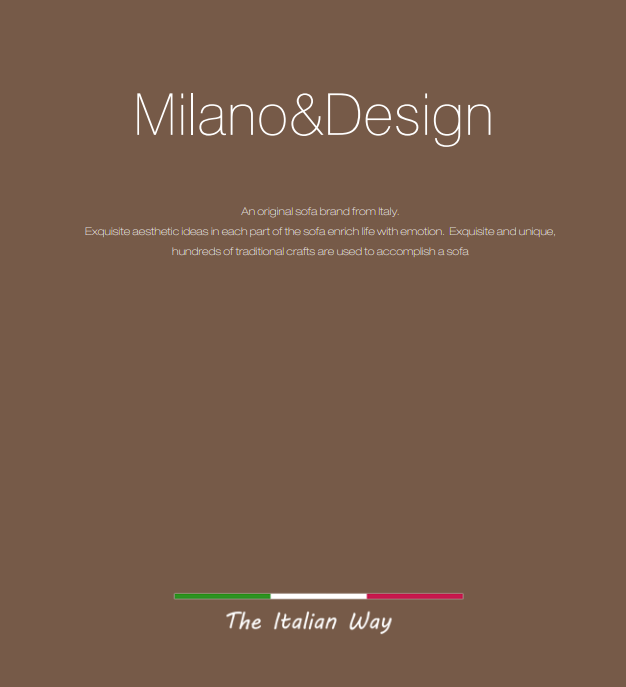 Milano&Design
An original sofa brand from Italy.
Exquisite aesthetic ideas in each part of the sofa enrich life with emotion. Exquisite and unique,
hundreds of traditional crafts are used to accomplish a sofa
The Italian Way